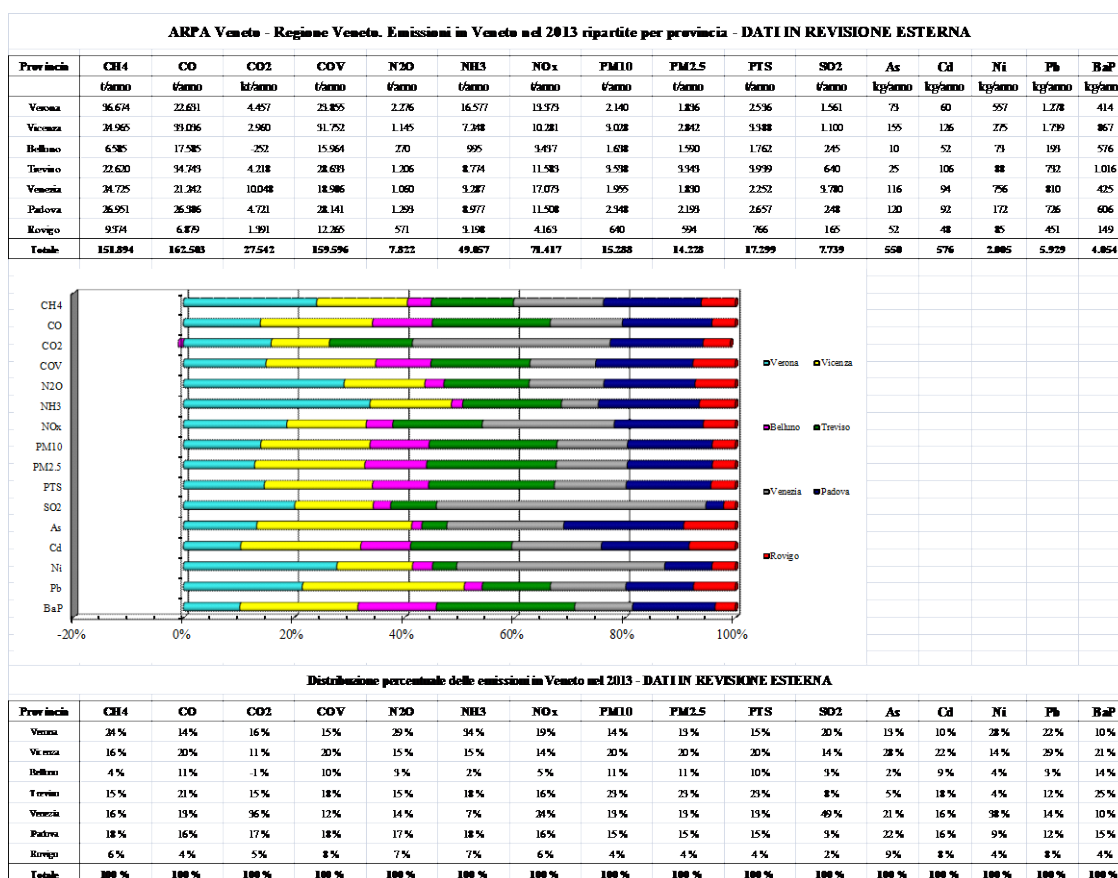 ARPA Veneto - Regione Veneto. Emissioni in Veneto nel 2013 ripartite per provincia - DATI IN REVISIONE ESTERNA
Provincia CH4 CO CO2 COV N2O NH3 NOx PM10 PM2.5 PTS SO2 As Cd Ni Pb BaP
t/anno t/anno kt/anno t/anno t/anno t/anno t/anno t/anno t/anno t/anno t/anno kg/anno kg/anno kg/anno kg/anno kg/anno
Verona 36.674 22.631 4.457 23.855 2.276 16.577 13.373 2.140 1.836 2.536 1.561 73 60 557 1.278 414
Vicenza 24.965 33.036 2.960 31.752 1.145 7.248 10.281 3.028 2.842 3.388 1.100 155 126 275 1.739 867
Belluno 6.585 17.585 -252 15.964 270 995 3.437 1.638 1.590 1.762 245 10 52 73 193 576
Treviso 22.620 34.743 4.218 28.633 1.206 8.774 11.583 3.538 3.343 3.939 640 25 106 88 732 1.016
Venezia 24.725 21.242 10.048 18.986 1.060 3.287 17.073 1.955 1.830 2.252 3.780 116 94 756 810 425
Padova 26.951 26.386 4.721 28.141 1.293 8.977 11.508 2.348 2.193 2.657 248 120 92 172 726 606
Rovigo 9.374 6.879 1.391 12.265 571 3.198 4.163 640 594 766 165 52 48 85 451 149
Totale 151.894 162.503 27.542 159.596 7.822 49.057 71.417 15.288 14.228 17.299 7.739 550 576 2.005 5.929 4.054
CH4
CO
CO2
COV
N2O
NH3
NOx
PM10
PM2.5
PTS
SO2
As
Cd
Ni
Pb
BaP
-20% 0% 20% 40% 60% 80% 100%
Verona Vicenza
Belluno Treviso
Venezia Padova
Rovigo
Distribuzione percentuale delle emissioni in Veneto nel 2013 - DATI IN REVISIONE ESTERNA
Provincia CH4 CO CO2 COV N2O NH3 NOx PM10 PM2.5 PTS SO2 As Cd Ni Pb BaP
Verona 24 % 14 % 16 % 15 % 29 % 34 % 19 % 14 % 13 % 15 % 20 % 13 % 10 % 28 % 22 % 10 %
Vicenza 16 % 20 % 11 % 20 % 15 % 15 % 14 % 20 % 20 % 20 % 14 % 28 % 22 % 14 % 29 % 21 %
Belluno 4 % 11 % -1 % 10 % 3 % 2 % 5 % 11 % 11 % 10 % 3 % 2 % 9 % 4 % 3 % 14 %
Treviso 15 % 21 % 15 % 18 % 15 % 18 % 16 % 23 % 23 % 23 % 8 % 5 % 18 % 4 % 12 % 25 %
Venezia 16 % 13 % 36 % 12 % 14 % 7 % 24 % 13 % 13 % 13 % 49 % 21 % 16 % 38 % 14 % 10 %
Padova 18 % 16 % 17 % 18 % 17 % 18 % 16 % 15 % 15 % 15 % 3 % 22 % 16 % 9 % 12 % 15 %
Rovigo 6 % 4 % 5 % 8 % 7 % 7 % 6 % 4 % 4 % 4 % 2 % 9 % 8 % 4 % 8 % 4 %
Totale 100 % 100 % 100 % 100 % 100 % 100 % 100 % 100 % 100 % 100 % 100 % 100 % 100 % 100 % 100 % 100 %